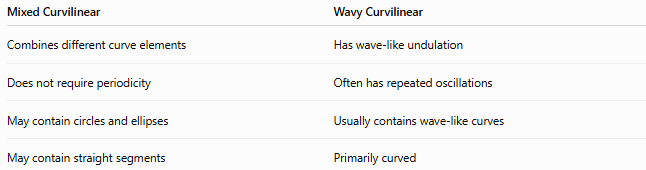 Mixed Curvilinear Wavy Curvilinear
Combines different curve elements Has wave-like undulation
Does not require periodicity Often has repeated oscillations
May contain circles and ellipses Usually contains wave-like curves
May contain straight segments Primarily curved